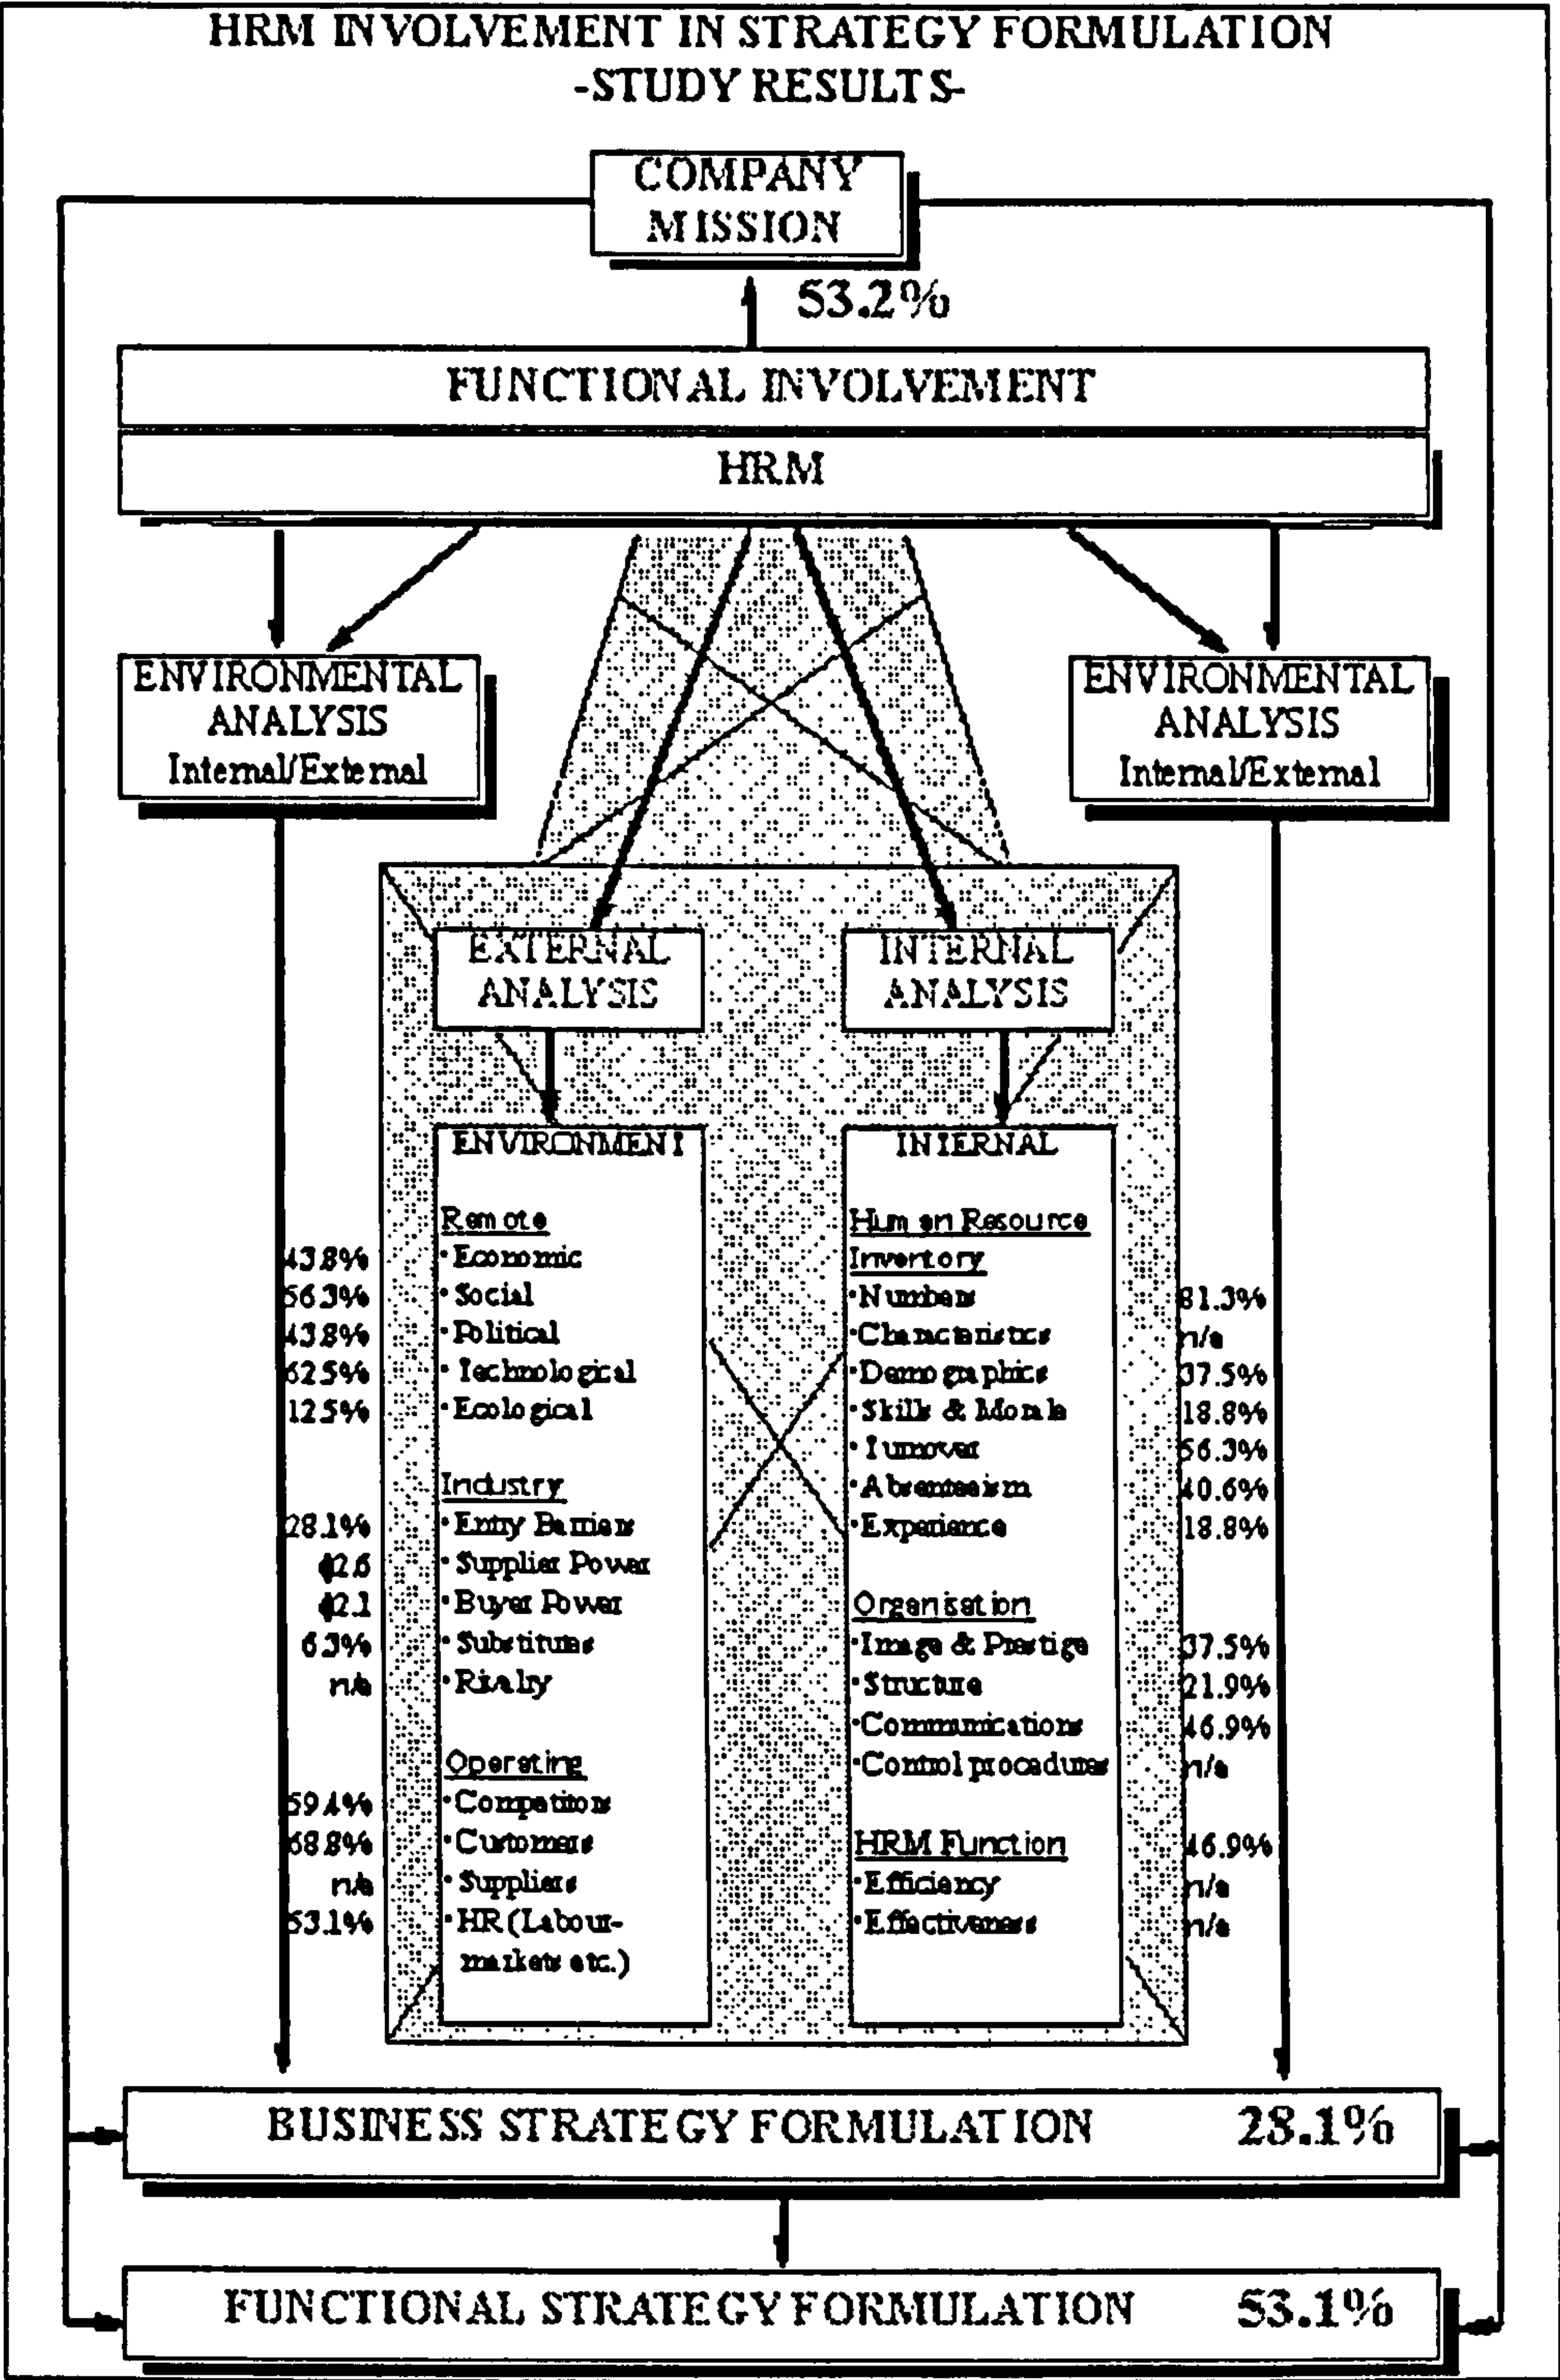 HRM INVOLVEMENT IN STRATEGY FORMULATION
-STUDY RESULTS-
COMPANY
MISSION
53.2%
FUNCTIONAL INVOLVEMENT
HRM
ENVIRONMENTAL
ANALYSIS
Internal/External
ENVIRONMENTAL
ANALYSIS
Internal/External
EXTERNAL
ANALYSIS
INTERNAL
ANALYSIS
ENVIRONMENT
Remote
43.8% · Economic
56.3% · Social
43.8% · Political
62.5% · Technological
12.5% · Ecological
Industry
28.1% · Entry Barriers
· Supplier Power
· Buyer Power
6.3% · Substitutes
n/a · Rivalry
Operating
59.4% · Competitors
68.8% · Customers
n/a · Suppliers
53.1% · HR (Labour-
markets etc.)
INTERNAL
Human Resource
Inventory
· Numbers 81.3%
· Characteristics n/a
· Demographics 37.5%
· Skills & Morale 18.8%
· Turnover 56.3%
· Absenteeism 40.6%
· Experience 18.8%
Organisation
· Image & Prestige 37.5%
· Structure 21.9%
· Communications 46.9%
· Control procedures n/a
HRM Function 46.9%
· Efficiency n/a
· Effectiveness n/a
BUSINESS STRATEGY FORMULATION 28.1%
FUNCTIONAL STRATEGY FORMULATION 53.1%